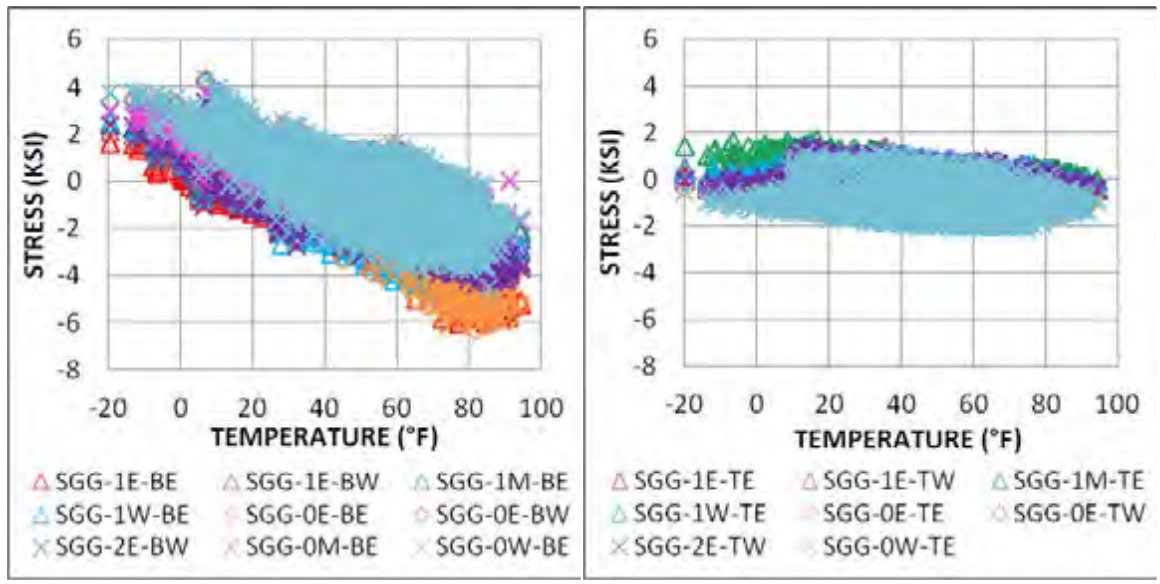 6
4
2
0
-2
-4
-6
-8
STRESS (KSI)
-20 0 20 40 60 80 100
TEMPERATURE (°F)
SGG-1E-BE SGG-1E-BW SGG-1M-BE
SGG-1W-BE SGG-0E-BE SGG-0E-BW
SGG-2E-BW SGG-0M-BE SGG-0W-BE
6
4
2
0
-2
-4
-6
-8
STRESS (KSI)
-20 0 20 40 60 80 100
TEMPERATURE (°F)
SGG-1E-TE SGG-1E-TW SGG-1M-TE
SGG-1W-TE SGG-0E-TE SGG-0E-TW
SGG-2E-TW SGG-0W-TE